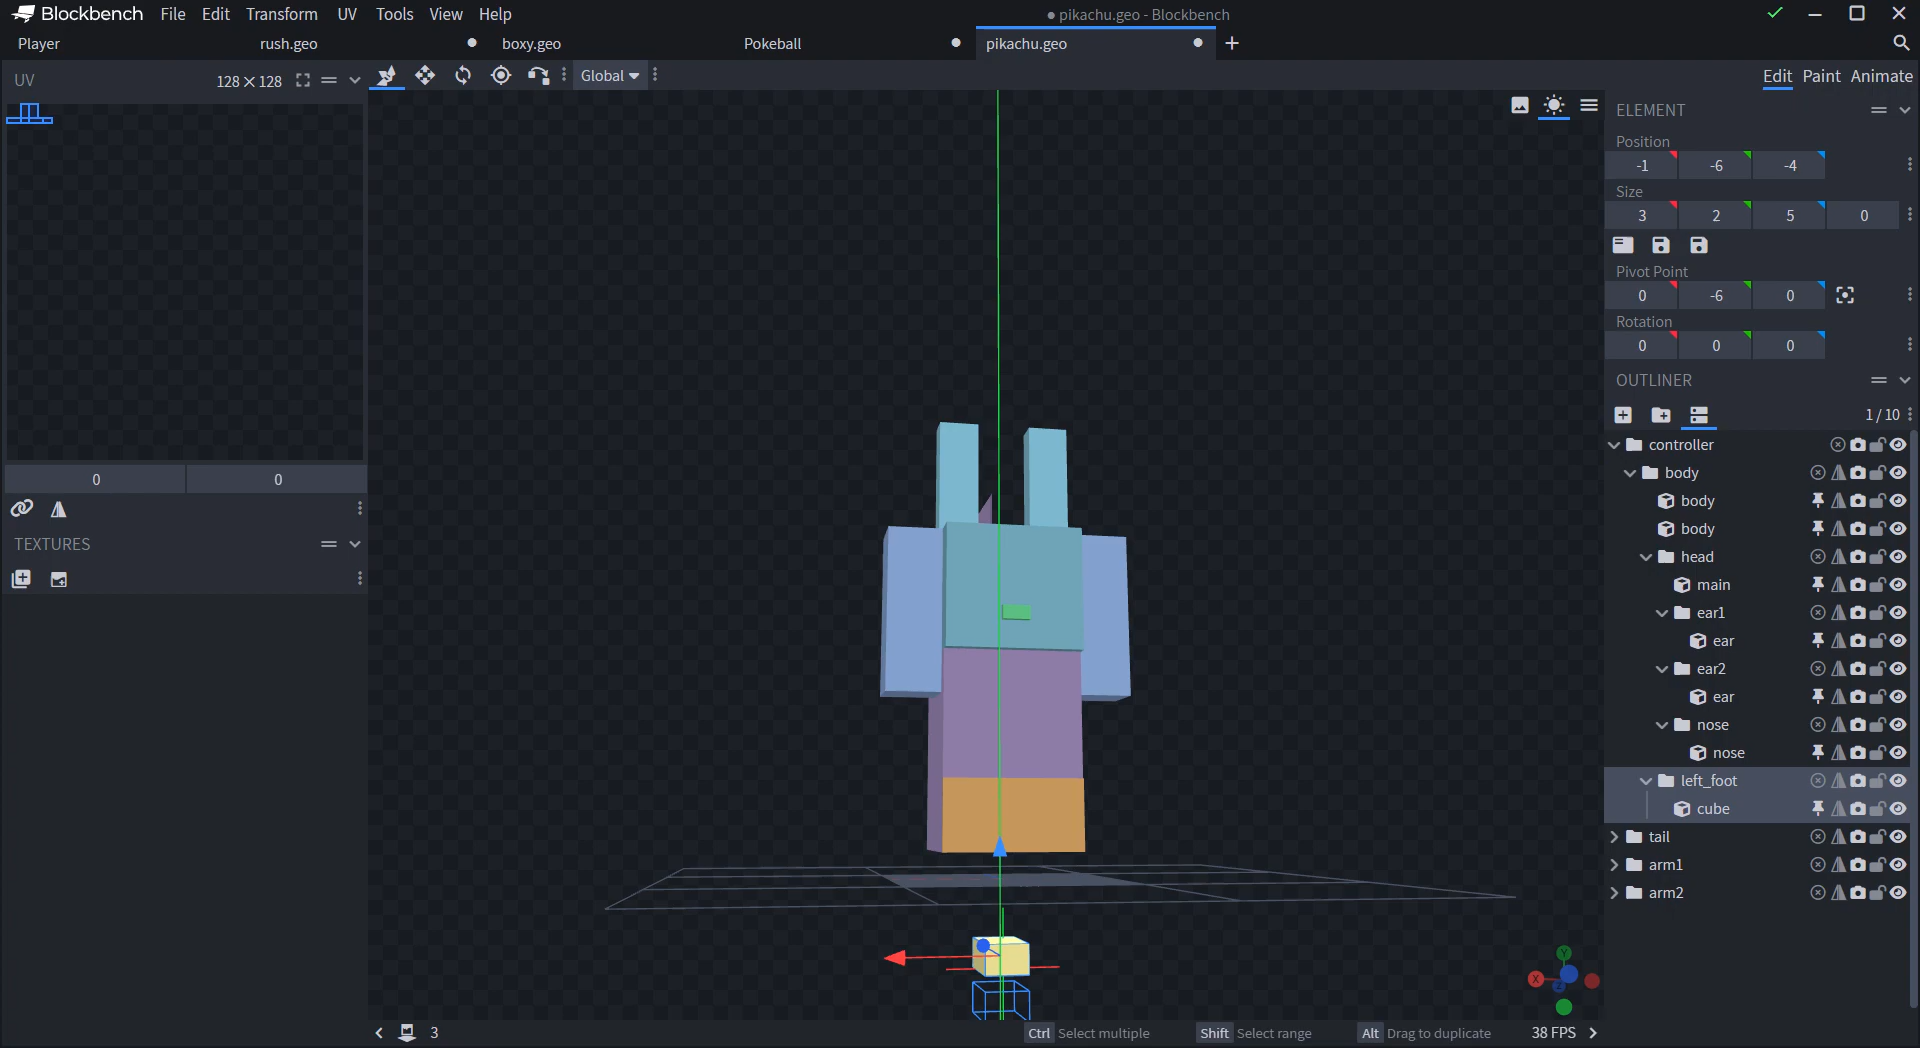 Blockbench File Edit Transform UV Tools View Help pikachu.geo - Blockbench
Player rush.geo boxy.geo Pokeball pikachu.geo
UV 128 × 128 Global Edit Paint Animate
ELEMENT
Position
-1 -6 -4
Size
3 2 5 0
Pivot Point
0 -6 0
Rotation
0 0 0
OUTLINER
1 / 10
controller
body
body
body
head
main
ear1
ear
ear2
ear
nose
nose
left_foot
cube
tail
arm1
arm2
0 0
TEXTURES
Y
X
Z
3 Ctrl Select multiple Shift Select range Alt Drag to duplicate 38 FPS